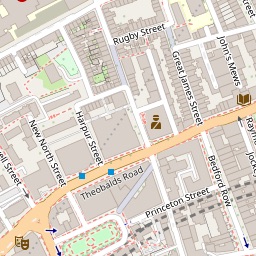 Rugby Street
John's Mews
Great James Street
Harpur Street
New North Street
Theobalds Road
Bedford Row
Princeton Street